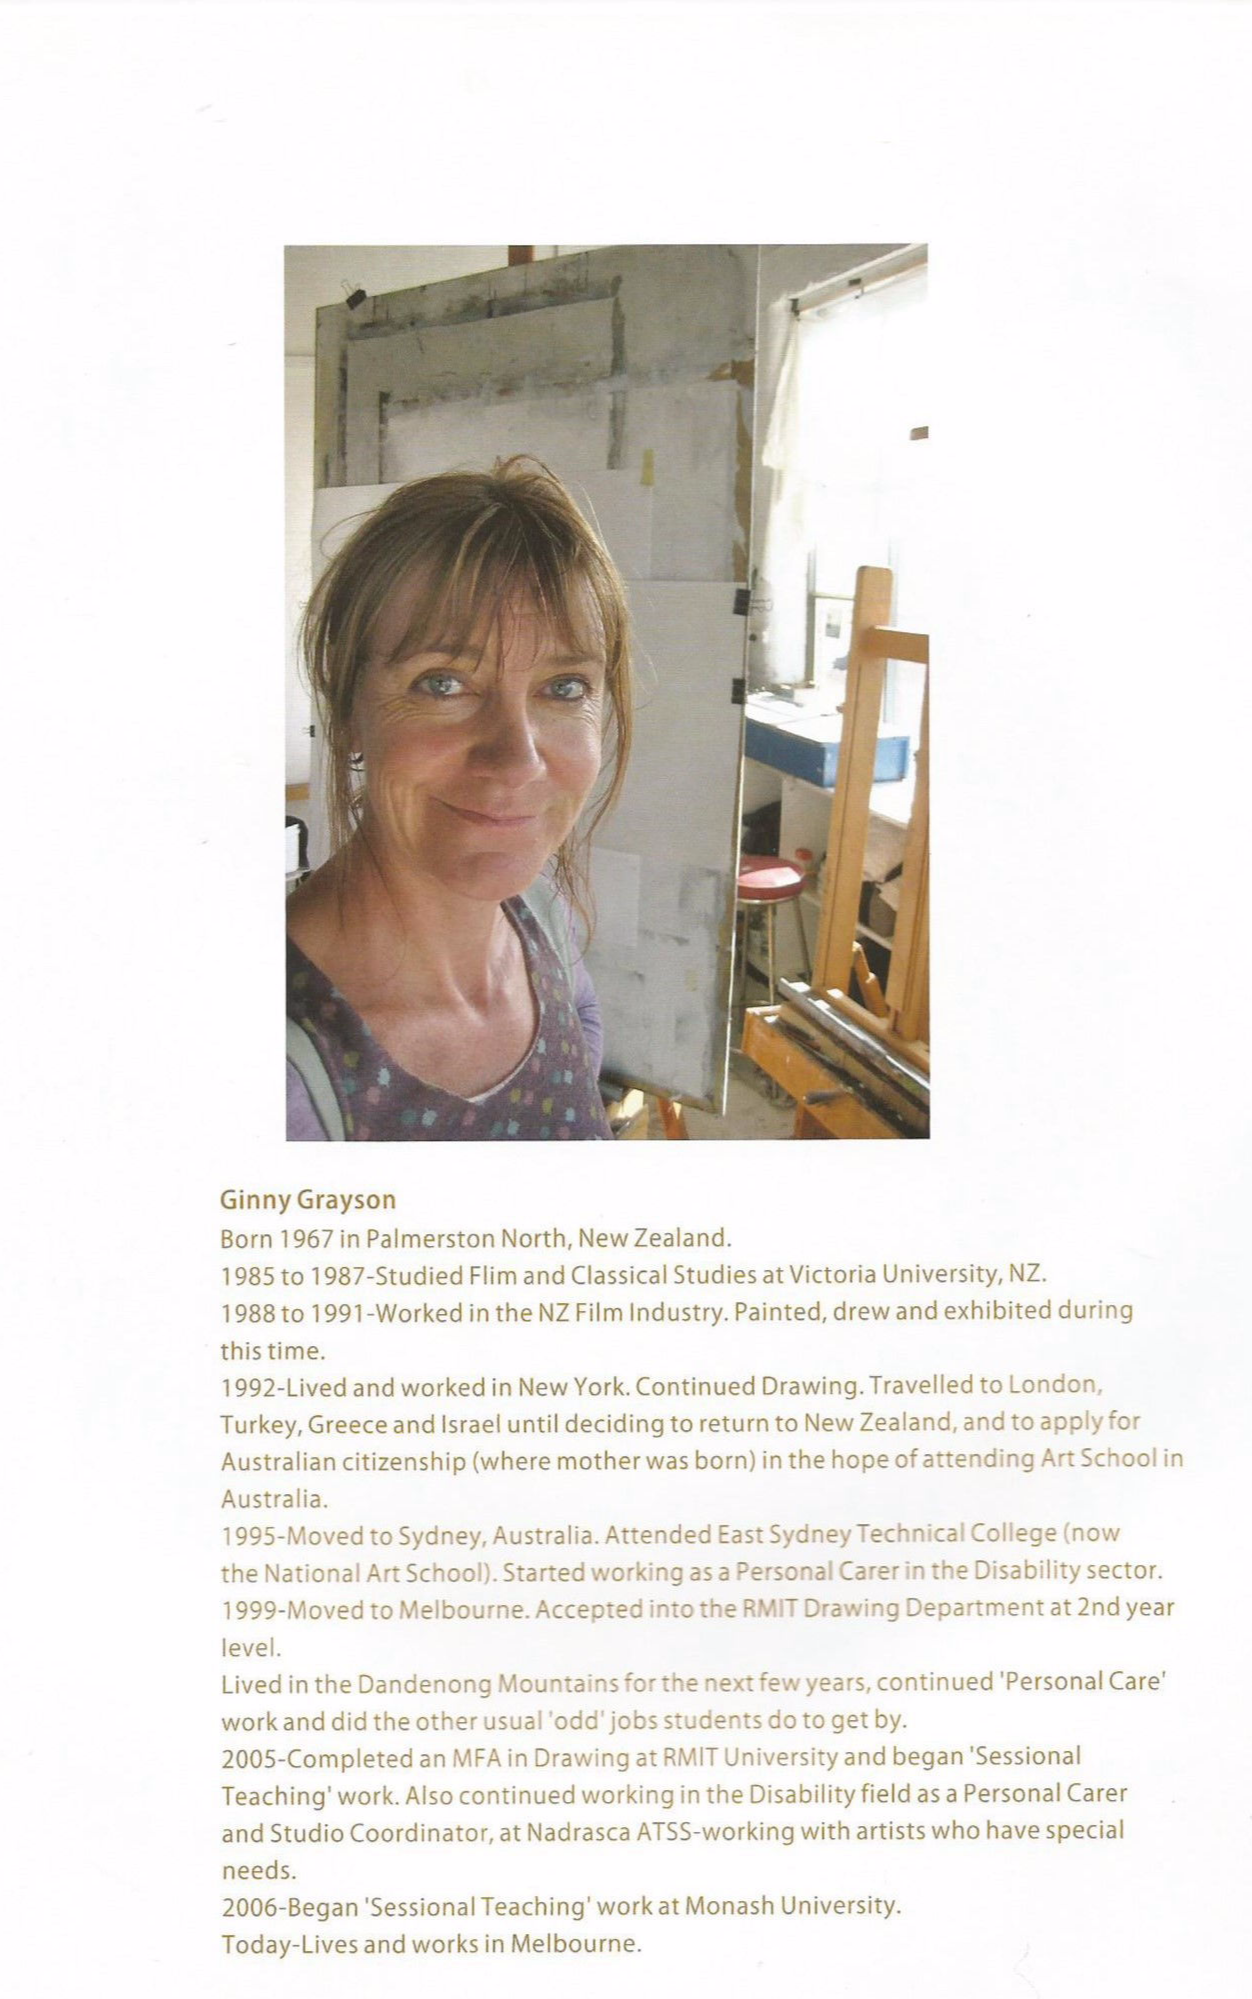 Ginny Grayson
Born 1967 in Palmerston North, New Zealand.
1985 to 1987-Studied Flim and Classical Studies at Victoria University, NZ.
1988 to 1991-Worked in the NZ Film Industry. Painted, drew and exhibited during
this time.
1992-Lived and worked in New York. Continued Drawing. Travelled to London,
Turkey, Greece and Israel until deciding to return to New Zealand, and to apply for
Australian citizenship (where mother was born) in the hope of attending Art School in
Australia.
1995-Moved to Sydney, Australia. Attended East Sydney Technical College (now
the National Art School). Started working as a Personal Carer in the Disability sector.
1999-Moved to Melbourne. Accepted into the RMIT Drawing Department at 2nd year
level.
Lived in the Dandenong Mountains for the next few years, continued 'Personal Care'
work and did the other usual 'odd' jobs students do to get by.
2005-Completed an MFA in Drawing at RMIT University and began 'Sessional
Teaching' work. Also continued working in the Disability field as a Personal Carer
and Studio Coordinator, at Nadrasca ATSS-working with artists who have special
needs.
2006-Began 'Sessional Teaching' work at Monash University.
Today-Lives and works in Melbourne.